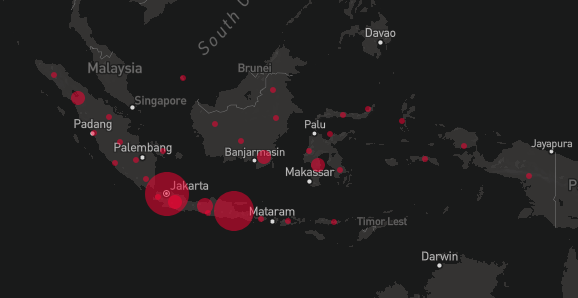 South
Davao
Malaysia
Brunei
Singapore
Padang
Palu
Palembang
Banjarmasin
Jayapura
Makassar
Jakarta
Mataram
Timor Lest
Darwin
P